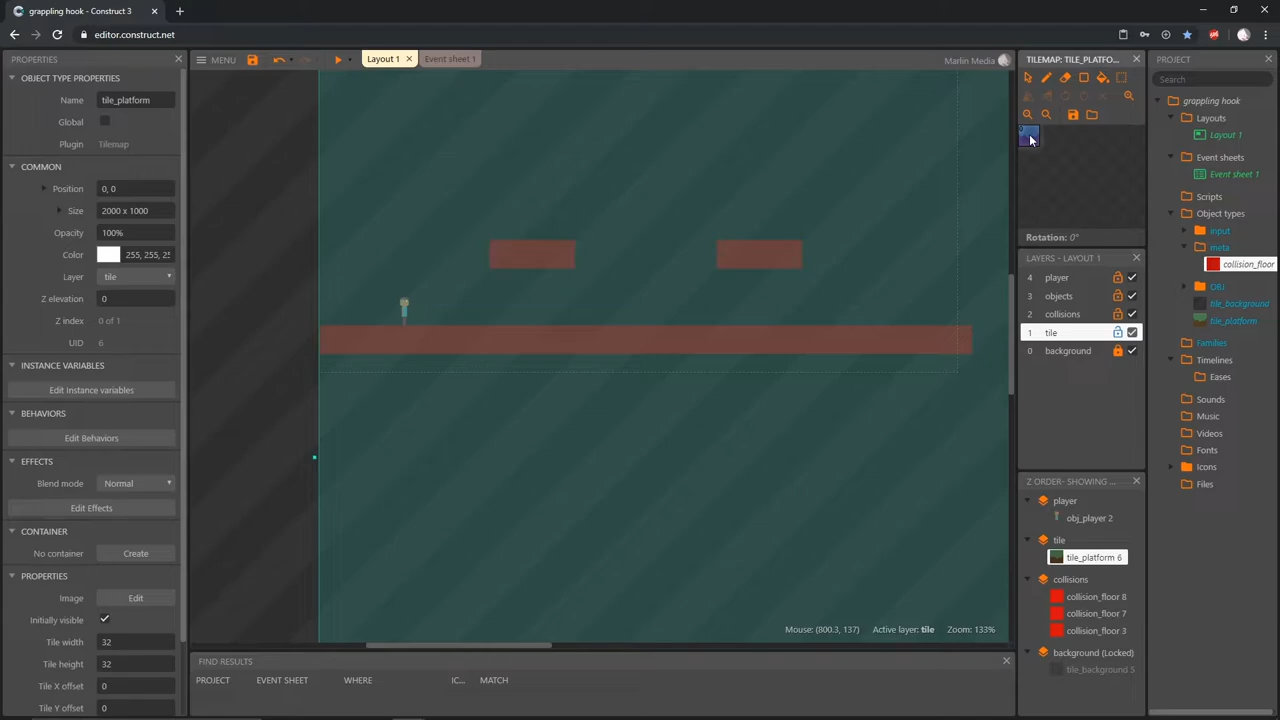 grappling hook - Construct 3
editor.construct.net
PROPERTIES
OBJECT TYPE PROPERTIES
Name tile_platform
Global
Plugin Tilemap
COMMON
Position 0, 0
Size 2000 x 1000
Opacity 100%
Color 255, 255, 25
Layer tile
Z elevation 0
Z index 0 of 1
UID 6
INSTANCE VARIABLES
Edit Instance variables
BEHAVIORS
Edit Behaviors
EFFECTS
Blend mode Normal
Edit Effects
CONTAINER
No container Create
PROPERTIES
Image Edit
Initially visible
Tile width 32
Tile height 32
Tile X offset 0
Tile Y offset 0
MENU
Layout 1
Event sheet 1
Marlin Media
Mouse: (800.3, 137) Active layer: tile Zoom: 133%
FIND RESULTS
PROJECT EVENT SHEET WHERE IC... MATCH
TILEMAP: TILE_PLATFO...
Rotation: 0°
LAYERS - LAYOUT 1
4 player
3 objects
2 collisions
1 tile
0 background
Z ORDER- SHOWING ...
player
obj_player 2
tile
tile_platform 6
collisions
collision_floor 8
collision_floor 7
collision_floor 3
background (Locked)
tile_background 5
PROJECT
Search
grappling hook
Layouts
Layout 1
Event sheets
Event sheet 1
Scripts
Object types
input
meta
collision_floor
OBJ
tile_background
tile_platform
Families
Timelines
Eases
Sounds
Music
Videos
Fonts
Icons
Files